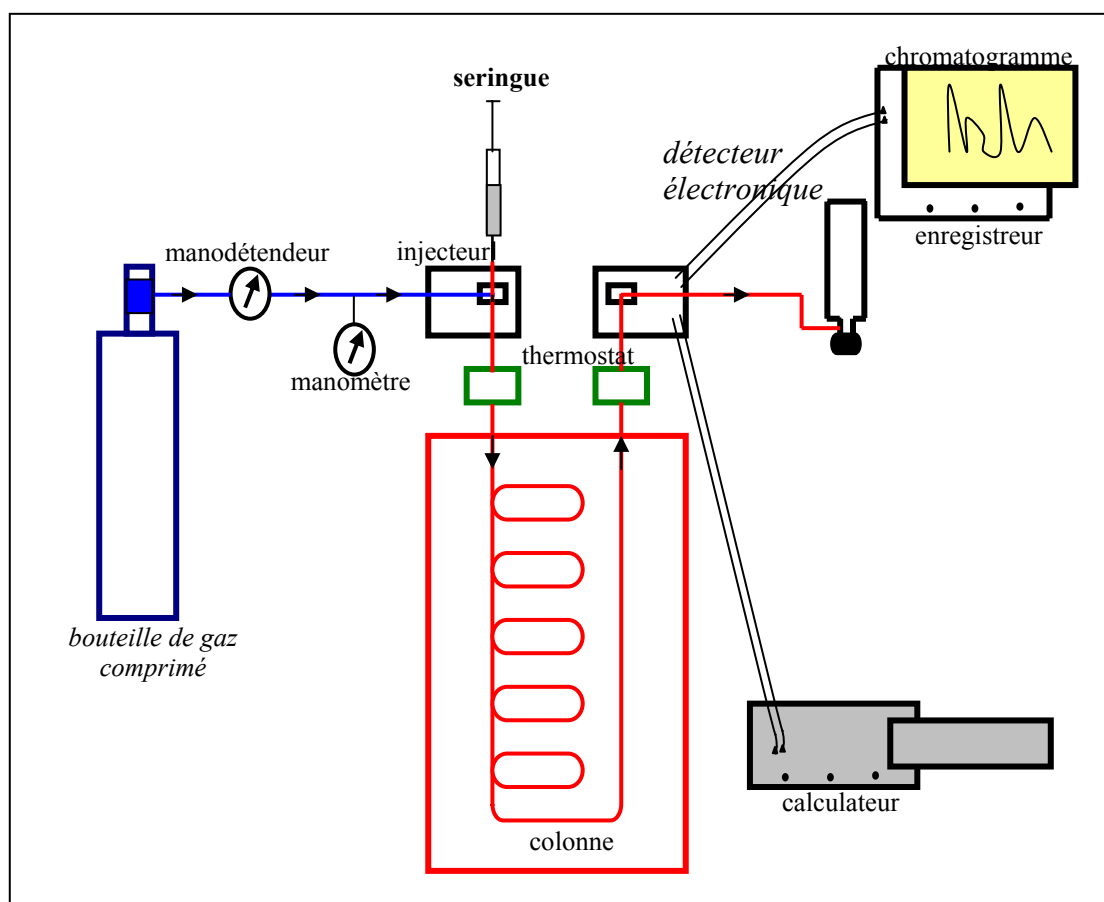 chromatogramme
seringue
détecteur
électronique
enregistreur
manodétendeur
injecteur
thermostat
manomètre
bouteille de gaz
comprimé
calculateur
colonne